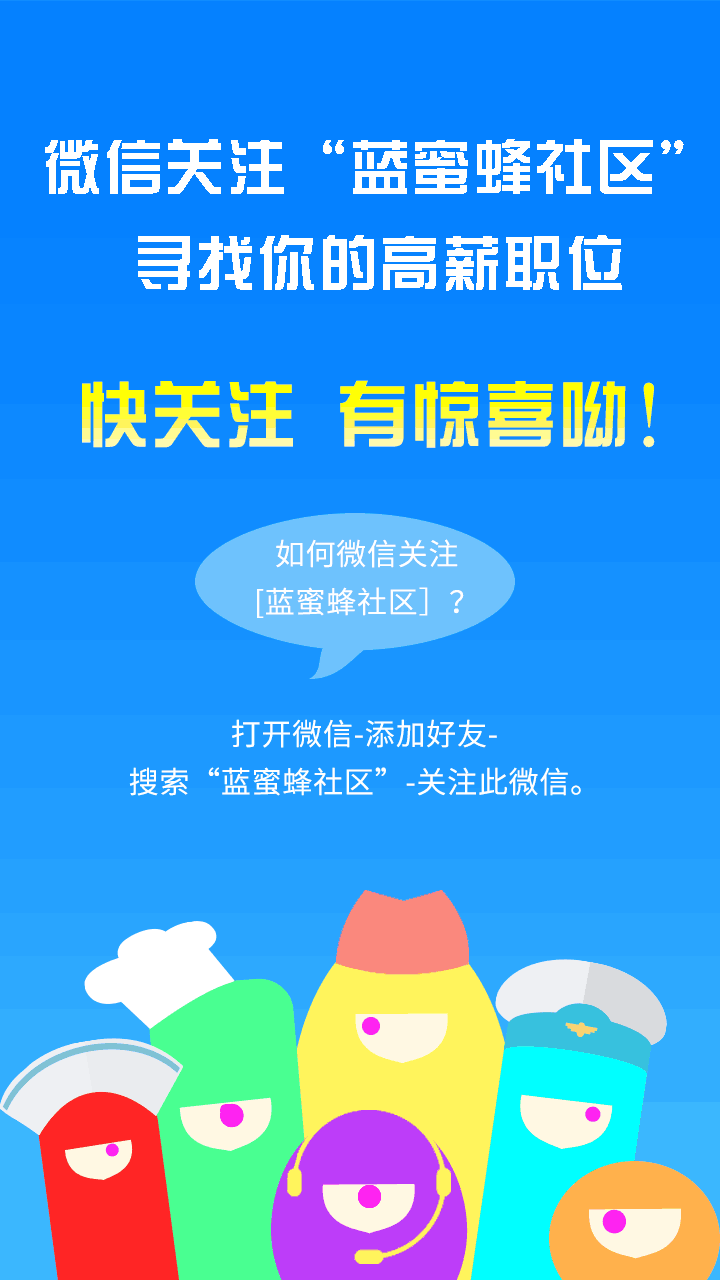 微信关注“蓝蜜蜂社区”
寻找你的高薪职位
快关注 有惊喜呦！
如何微信关注
[蓝蜜蜂社区］？
打开微信-添加好友-
搜索“蓝蜜蜂社区”-关注此微信。